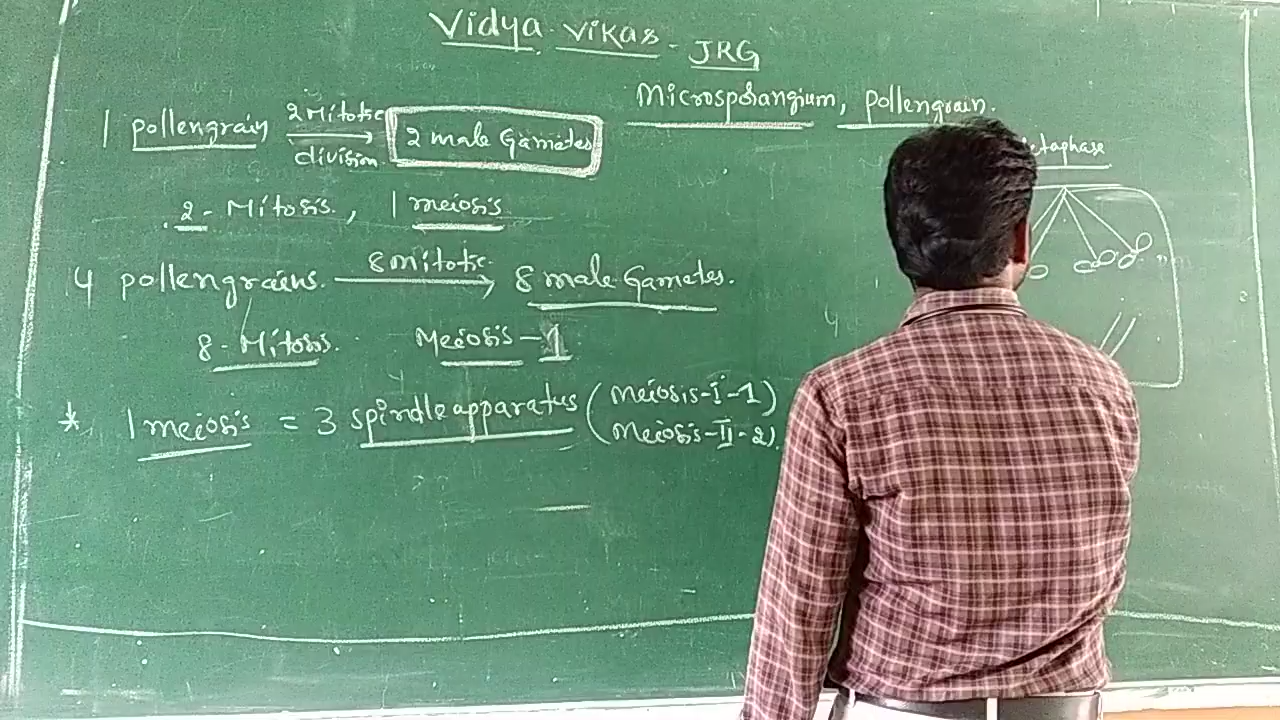 Vidya Vikas - JRG
Microsporangium, pollengrain.
1 pollengrain 2 Mitotic division 2 male Gametes
2 - Mitosis, 1 meiosis
4 pollengrains. 8 mitotic. 8 male Gametes.
8 - Mitosis. Meiosis - 1
* 1 meiosis = 3 spindle apparatus (Meiosis-I-1)
(Meiosis-II-2)